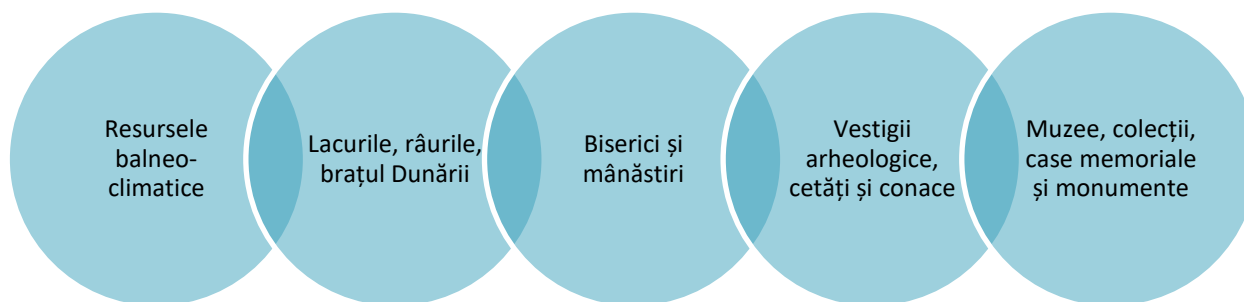 Resursele
balneo-
climatice
Lacurile, râurile,
brațul Dunării
Biserici și
mânăstiri
Vestigii
arheologice,
cetăți și conace
Muzee, colecții,
case memoriale
și monumente